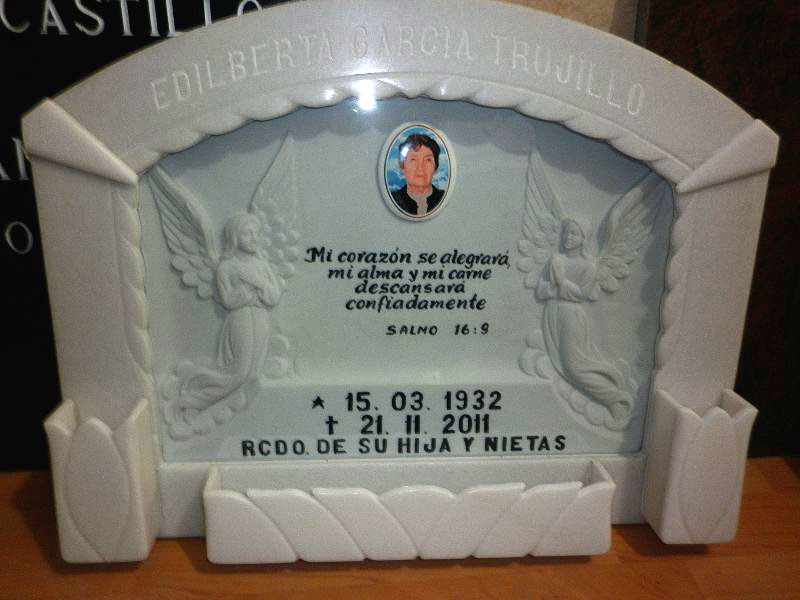 CASTILLO
EDILBERTA GARCIA TRUJILLO
Mi corazón se alegrará,
mi alma y mi carne
descansará
confiadamente
SALMO 16:9
* 15. 03. 1932
† 21. 11. 2011
RCDO. DE SU HIJA Y NIETAS